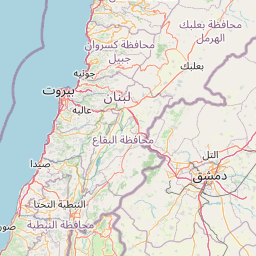 محافظة بعلبك
الهرمل
محافظة كسروان
جبيل
بعلبك
جونيه
بيروت
لبنان
عاليه
محافظة البقاع
صيدا
التل
دمشق
النبطية التحتا
محافظة النبطية
صور